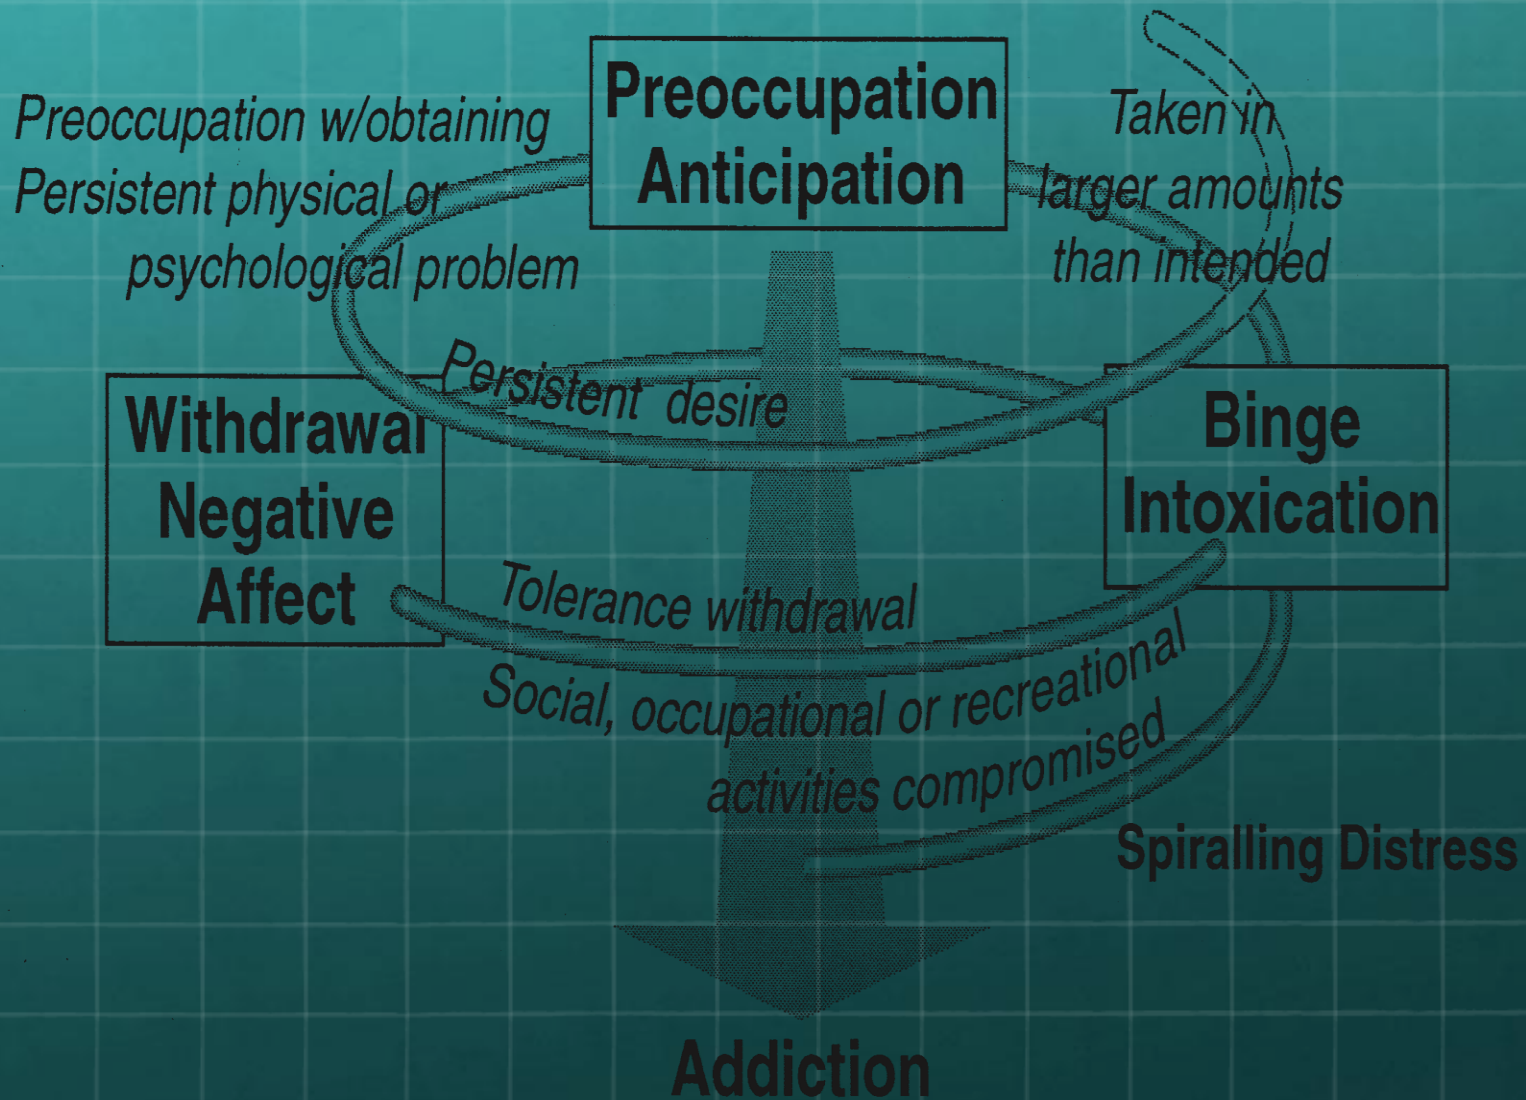 Preoccupation
Anticipation
Preoccupation w/obtaining
Persistent physical or
psychological problem
Taken in
larger amounts
than intended
Persistent desire
Withdrawal
Negative
Affect
Binge
Intoxication
Tolerance withdrawal
Social, occupational or recreational
activities compromised
Spiralling Distress
Addiction